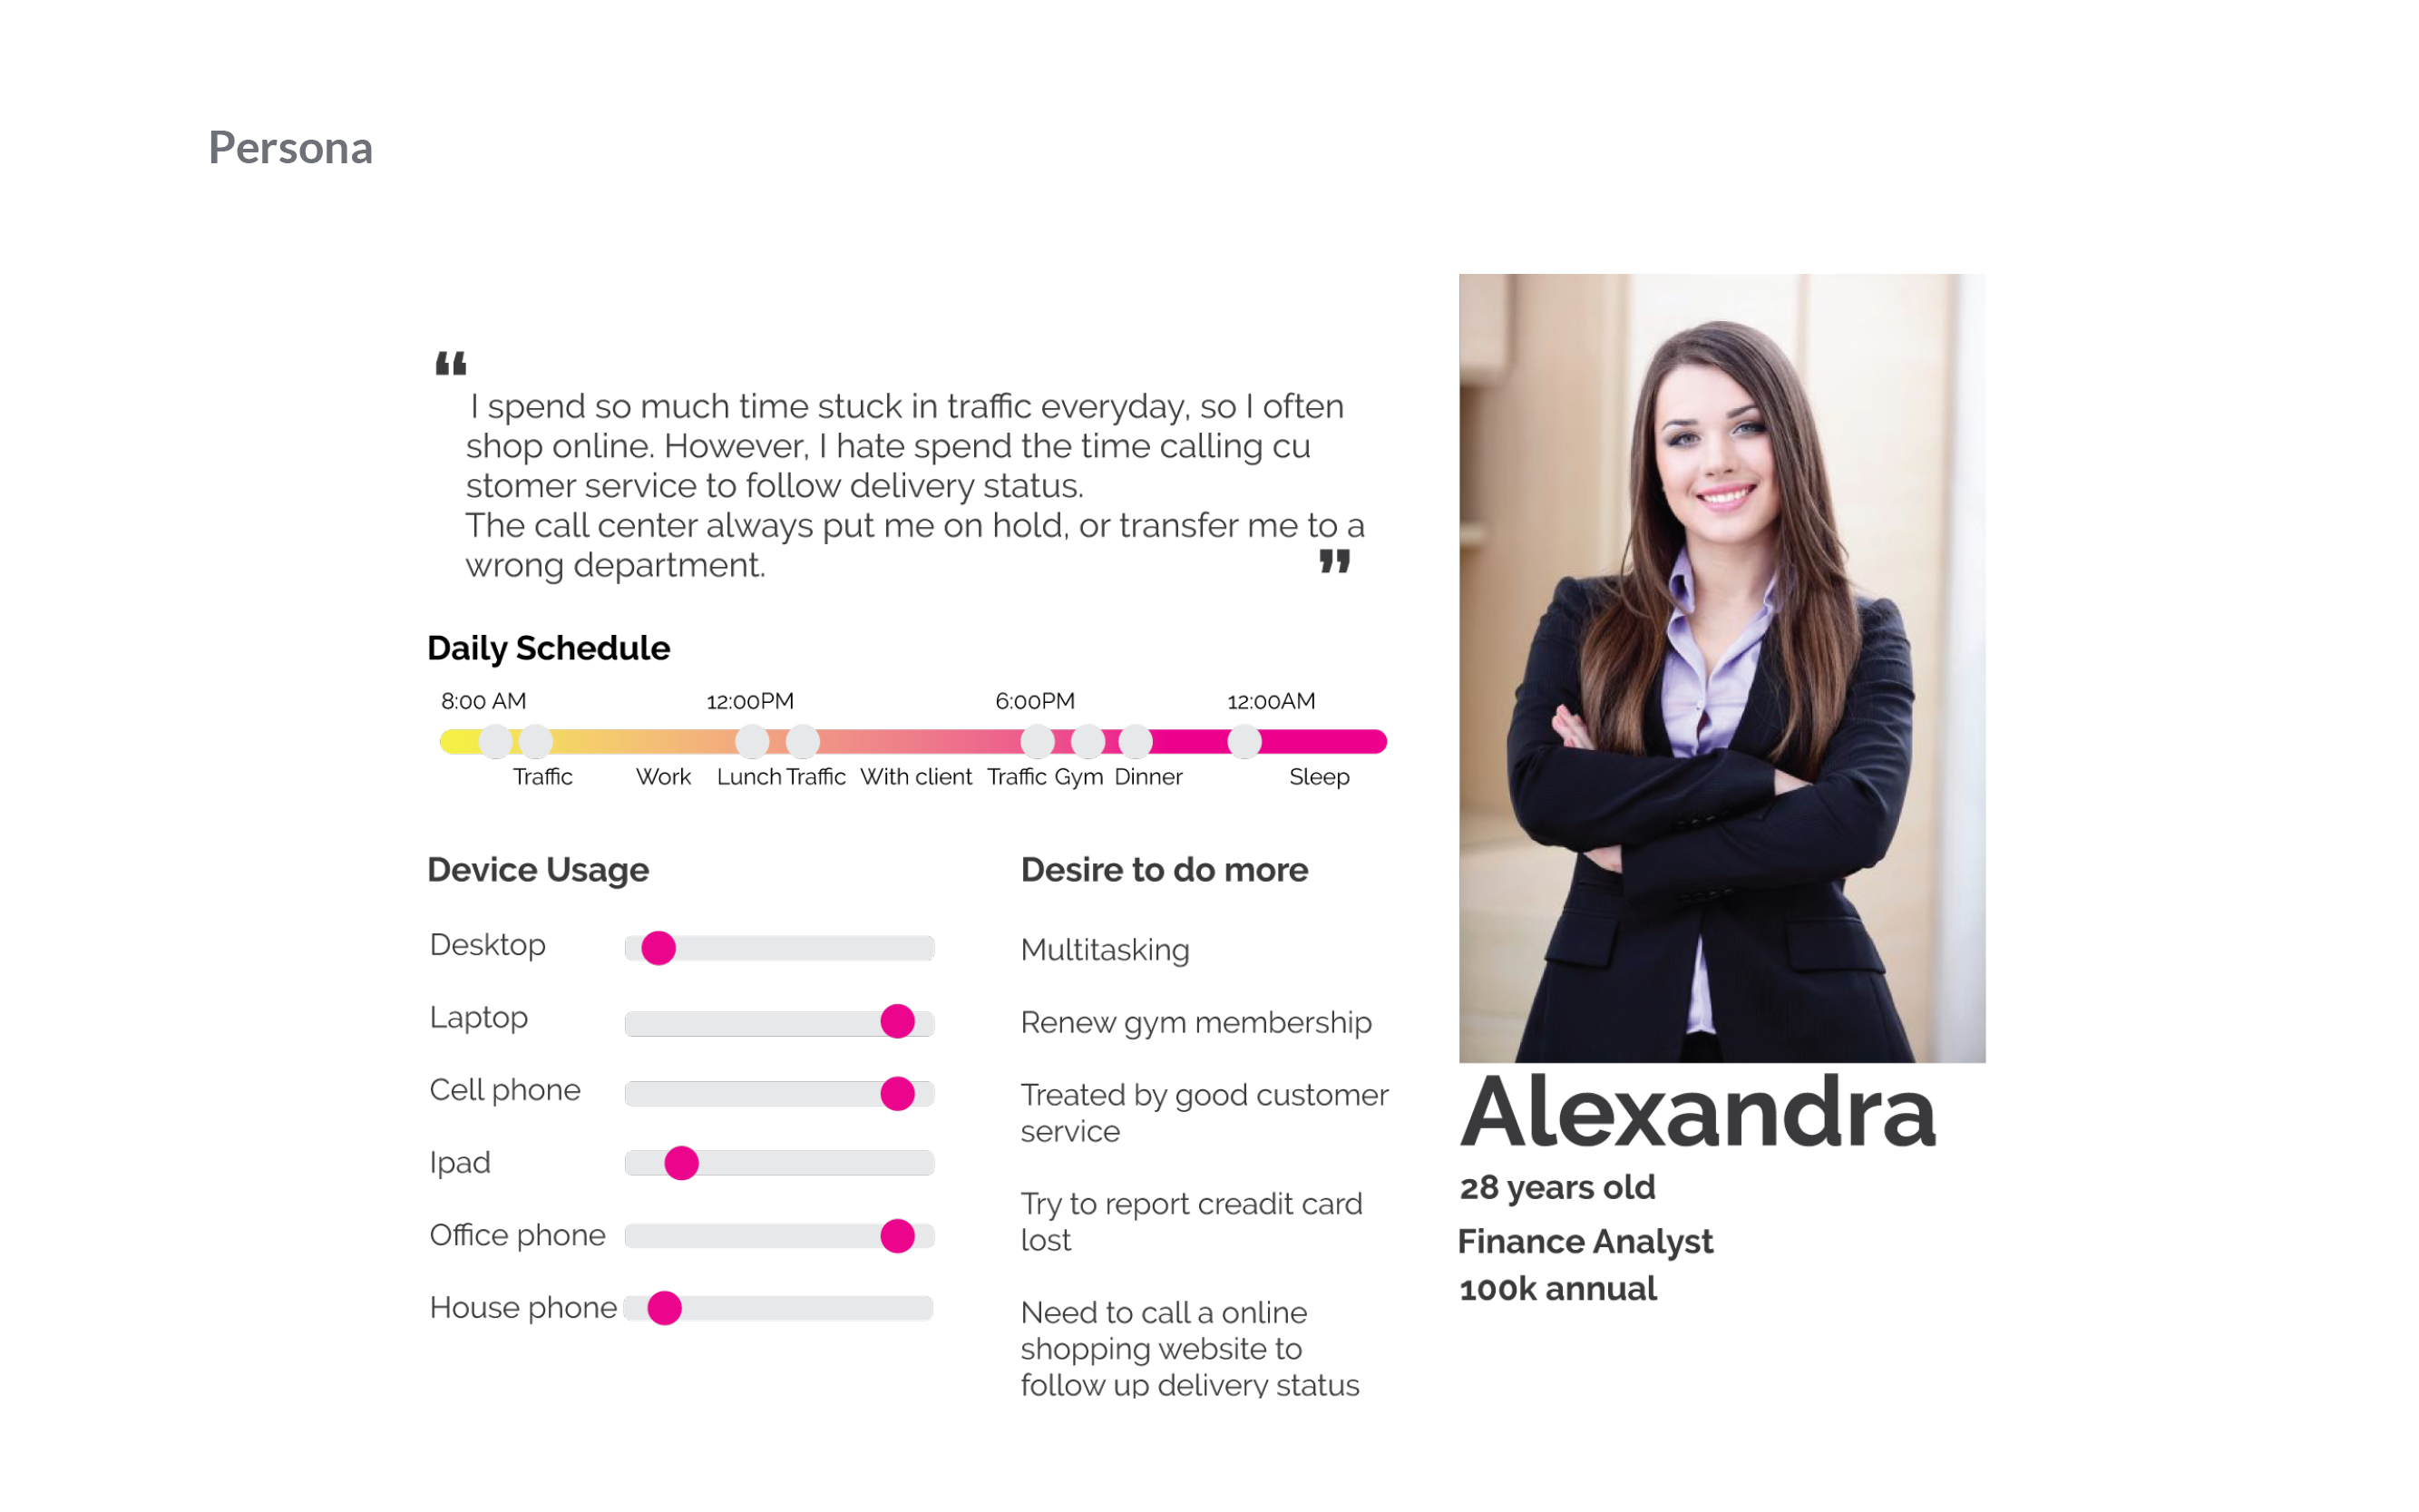 Persona
“
I spend so much time stuck in traffic everyday, so I often
shop online. However, I hate spend the time calling cu
stomer service to follow delivery status.
The call center always put me on hold, or transfer me to a
wrong department.
”
Daily Schedule
8:00 AM 12:00PM 6:00PM 12:00AM
Traffic Work Lunch Traffic With client Traffic Gym Dinner Sleep
Device Usage
Desktop
Laptop
Cell phone
Ipad
Office phone
House phone
Desire to do more
Multitasking
Renew gym membership
Treated by good customer
service
Try to report creadit card
lost
Need to call a online
shopping website to
follow up delivery status
Alexandra
28 years old
Finance Analyst
100k annual